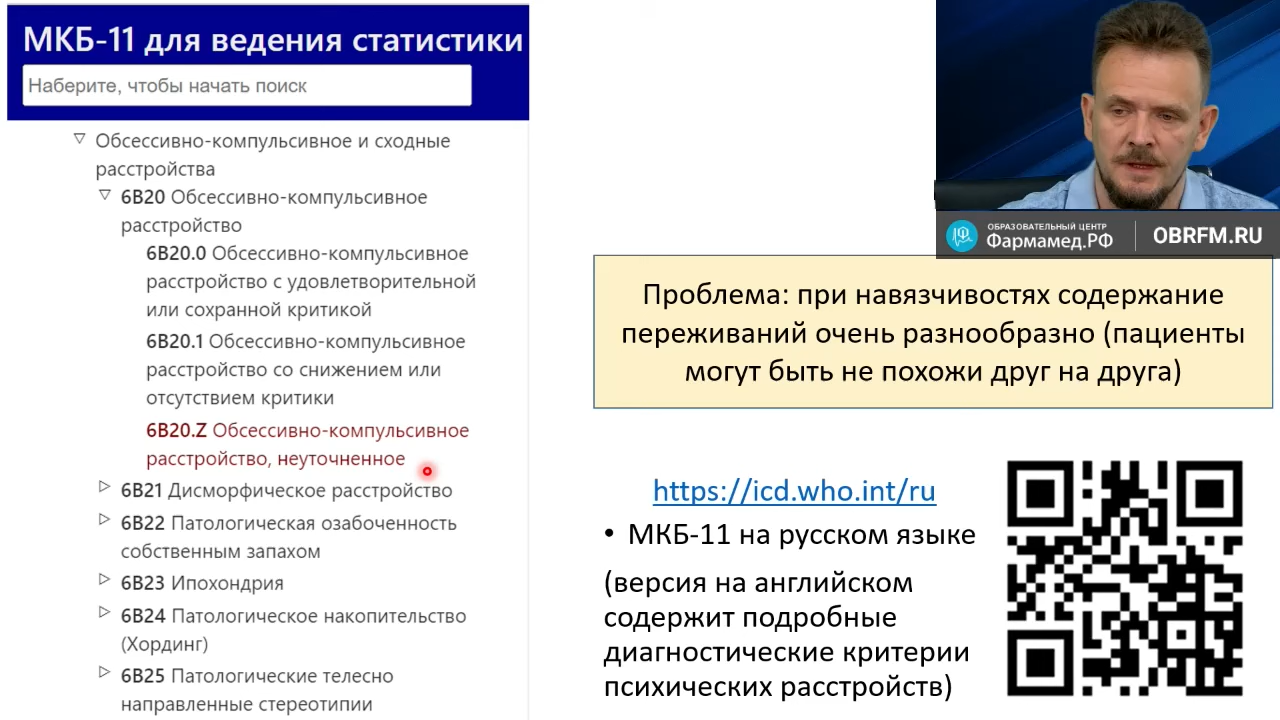 МКБ-11 для ведения статистики
Наберите, чтобы начать поиск
Обсессивно-компульсивное и сходные
расстройства
6B20 Обсессивно-компульсивное
расстройство
6B20.0 Обсессивно-компульсивное
расстройство с удовлетворительной
или сохранной критикой
6B20.1 Обсессивно-компульсивное
расстройство со снижением или
отсутствием критики
6B20.Z Обсессивно-компульсивное
расстройство, неуточненное
6B21 Дисморфическое расстройство
6B22 Патологическая озабоченность
собственным запахом
6B23 Ипохондрия
6B24 Патологическое накопительство
(Хординг)
6B25 Патологические телесно
направленные стереотипии
ОБРАЗОВАТЕЛЬНЫЙ ЦЕНТР
Фармамед.РФ
OBRFM.RU
Проблема: при навязчивостях содержание
переживаний очень разнообразно (пациенты
могут быть не похожи друг на друга)
https://icd.who.int/ru
• МКБ-11 на русском языке
(версия на английском
содержит подробные
диагностические критерии
психических расстройств)